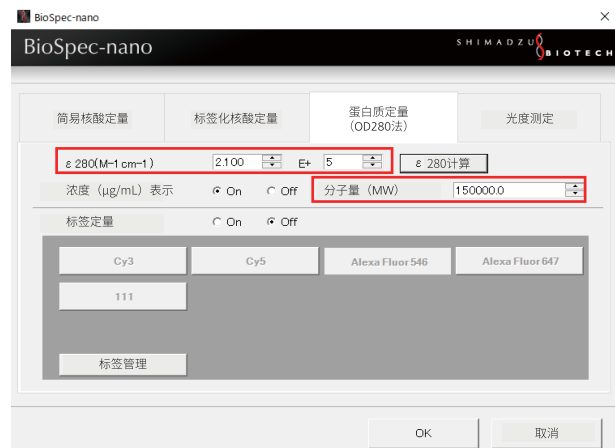 BioSpec-nano
BioSpec-nano
SHIMADZU
BIOTECH
简易核酸定量
标签化核酸定量
蛋白质定量
(OD280法)
光度测定
ε 280(M-1 cm-1)
2.100
E+
5
ε 280计算
浓度(μg/mL)表示
On
Off
分子量(MW)
150000.0
标签定量
On
Off
Cy3
Cy5
Alexa Fluor 546
Alexa Fluor 647
111
标签管理
OK
取消